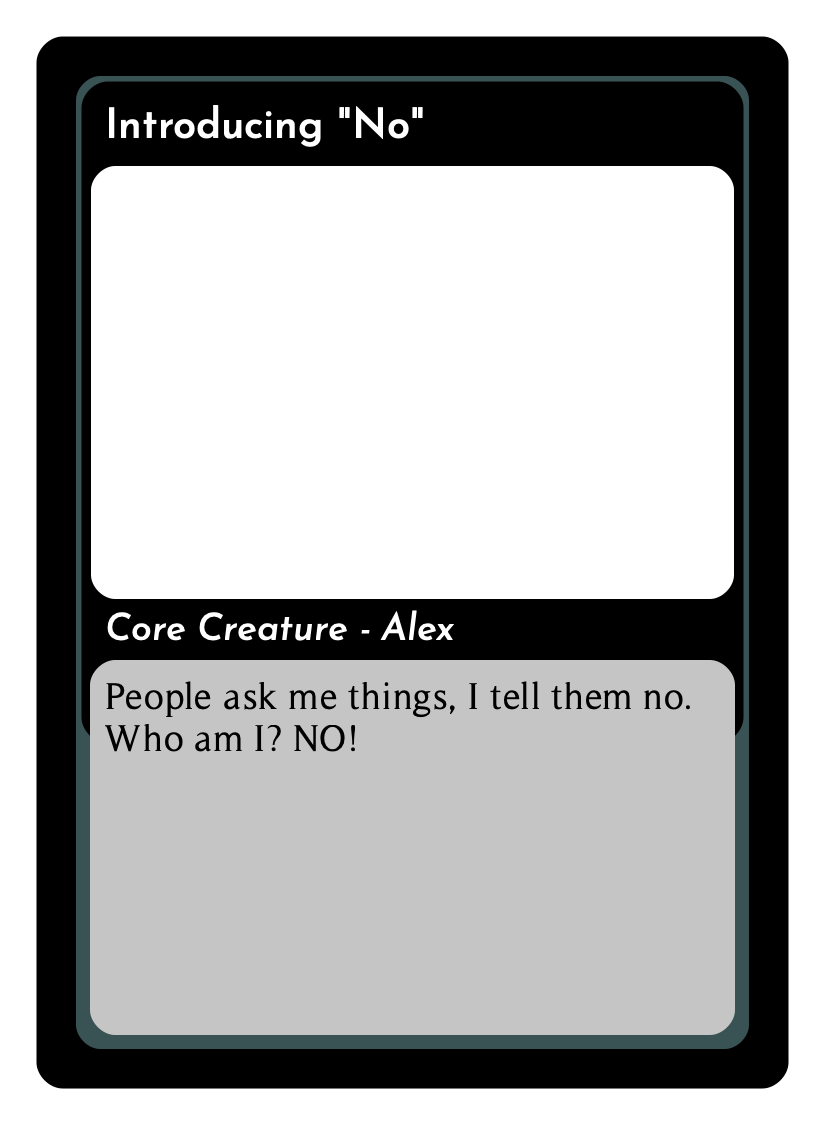 Introducing "No"
Core Creature - Alex
People ask me things, I tell them no.
Who am I? NO!